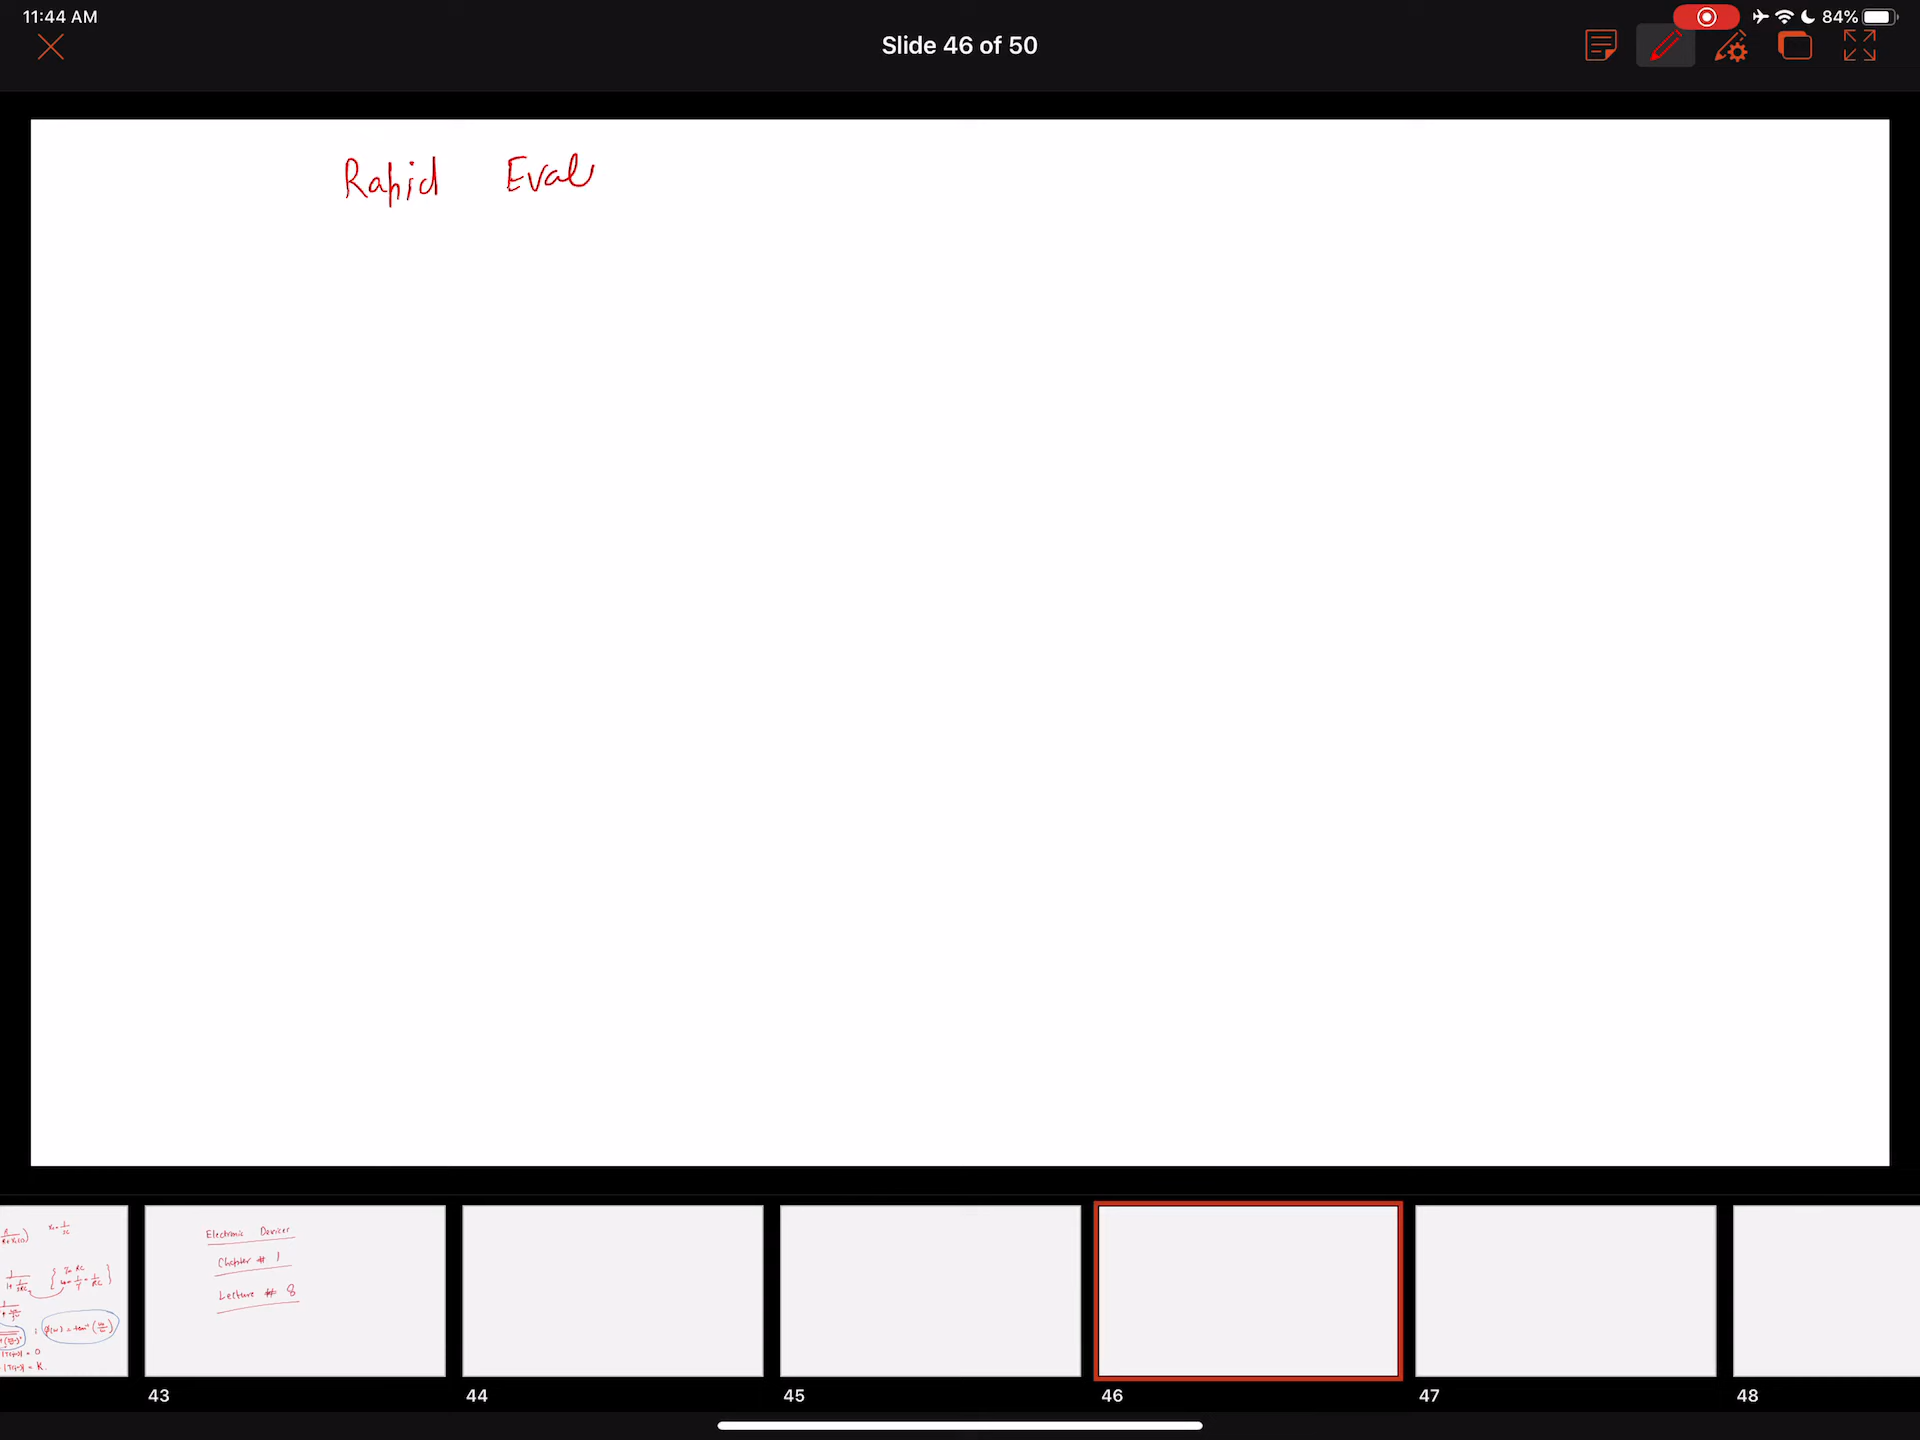 11:44 AM
84%
Slide 46 of 50
Rapid Eval
Electronic Devices
Chapter # 1
Lecture # 8
43
44
45
46
47
48